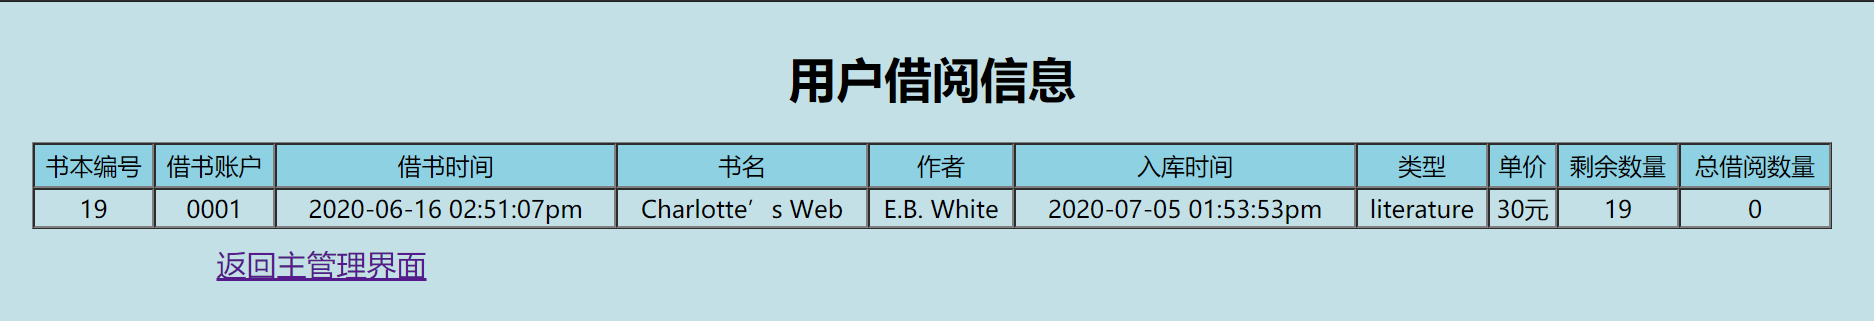 用户借阅信息
书本编号 借书账户 借书时间 书名 作者 入库时间 类型 单价 剩余数量 总借阅数量
19 0001 2020-06-16 02:51:07pm Charlotte’s Web E.B. White 2020-07-05 01:53:53pm literature 30元 19 0
返回主管理界面